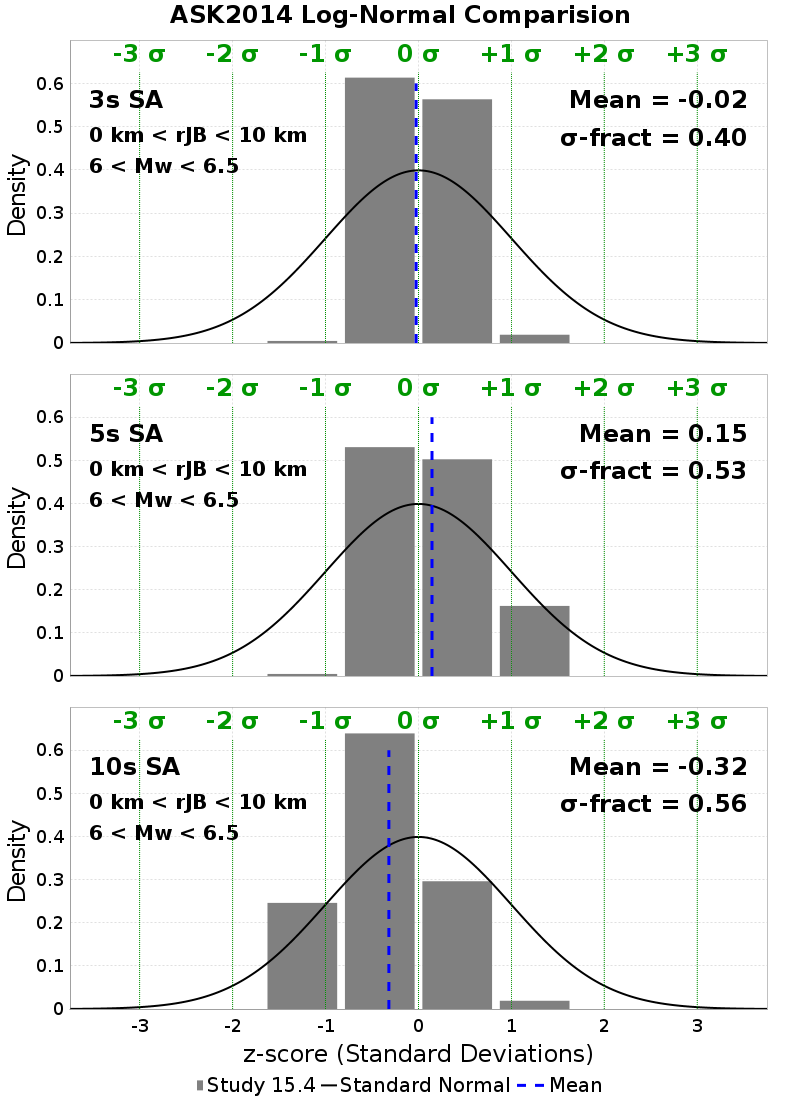 ASK2014 Log-Normal Comparision
-3 σ -2 σ -1 σ 0 σ +1 σ +2 σ +3 σ
3s SA
0 km < rJB < 10 km
6 < Mw < 6.5
Mean = -0.02
σ-fract = 0.40
0.6
0.5
0.4
0.3
0.2
0.1
0
Density
-3 σ -2 σ -1 σ 0 σ +1 σ +2 σ +3 σ
5s SA
0 km < rJB < 10 km
6 < Mw < 6.5
Mean = 0.15
σ-fract = 0.53
0.6
0.5
0.4
0.3
0.2
0.1
0
Density
-3 σ -2 σ -1 σ 0 σ +1 σ +2 σ +3 σ
10s SA
0 km < rJB < 10 km
6 < Mw < 6.5
Mean = -0.32
σ-fract = 0.56
0.6
0.5
0.4
0.3
0.2
0.1
0
Density
-3 -2 -1 0 1 2 3
z-score (Standard Deviations)
Study 15.4 Standard Normal Mean